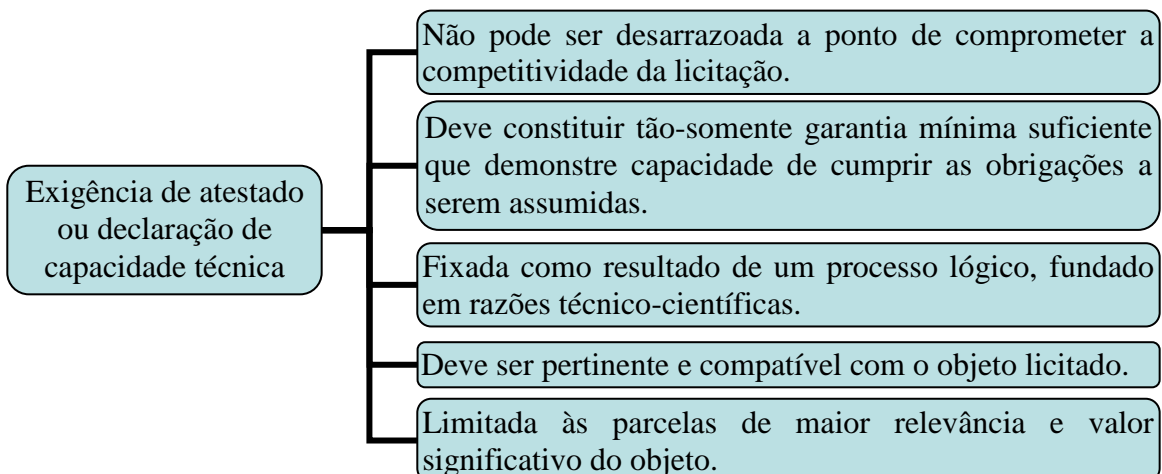 Exigência de atestado
ou declaração de
capacidade técnica
Não pode ser desarrazoada a ponto de comprometer a
competitividade da licitação.
Deve constituir tão-somente garantia mínima suficiente
que demonstre capacidade de cumprir as obrigações a
serem assumidas.
Fixada como resultado de um processo lógico, fundado
em razões técnico-científicas.
Deve ser pertinente e compatível com o objeto licitado.
Limitada às parcelas de maior relevância e valor
significativo do objeto.